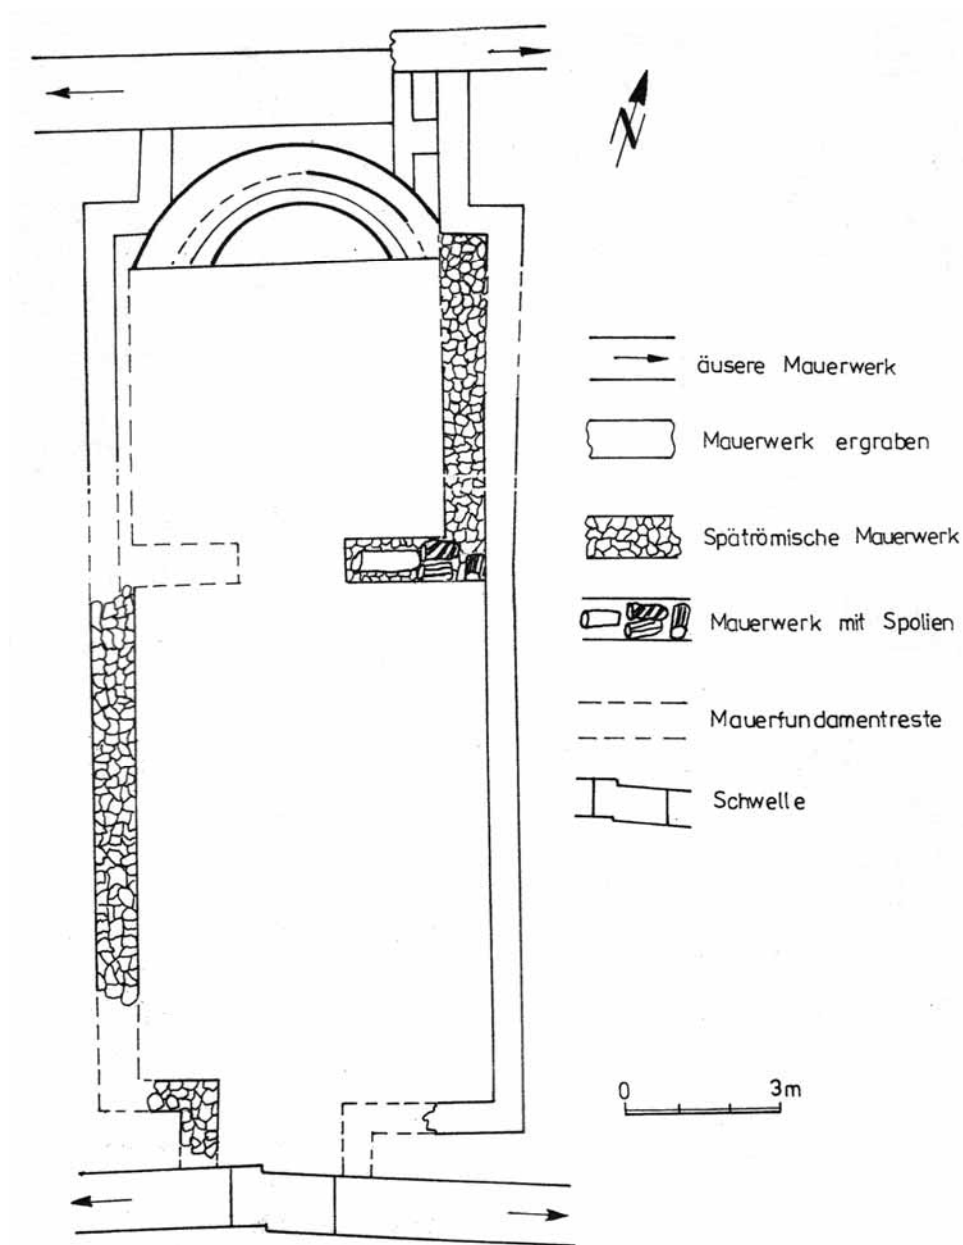 N
äusere Mauerwerk
Mauerwerk ergraben
Spätrömische Mauerwerk
Mauerwerk mit Spolien
Mauerfundamentreste
Schwelle
0 3m